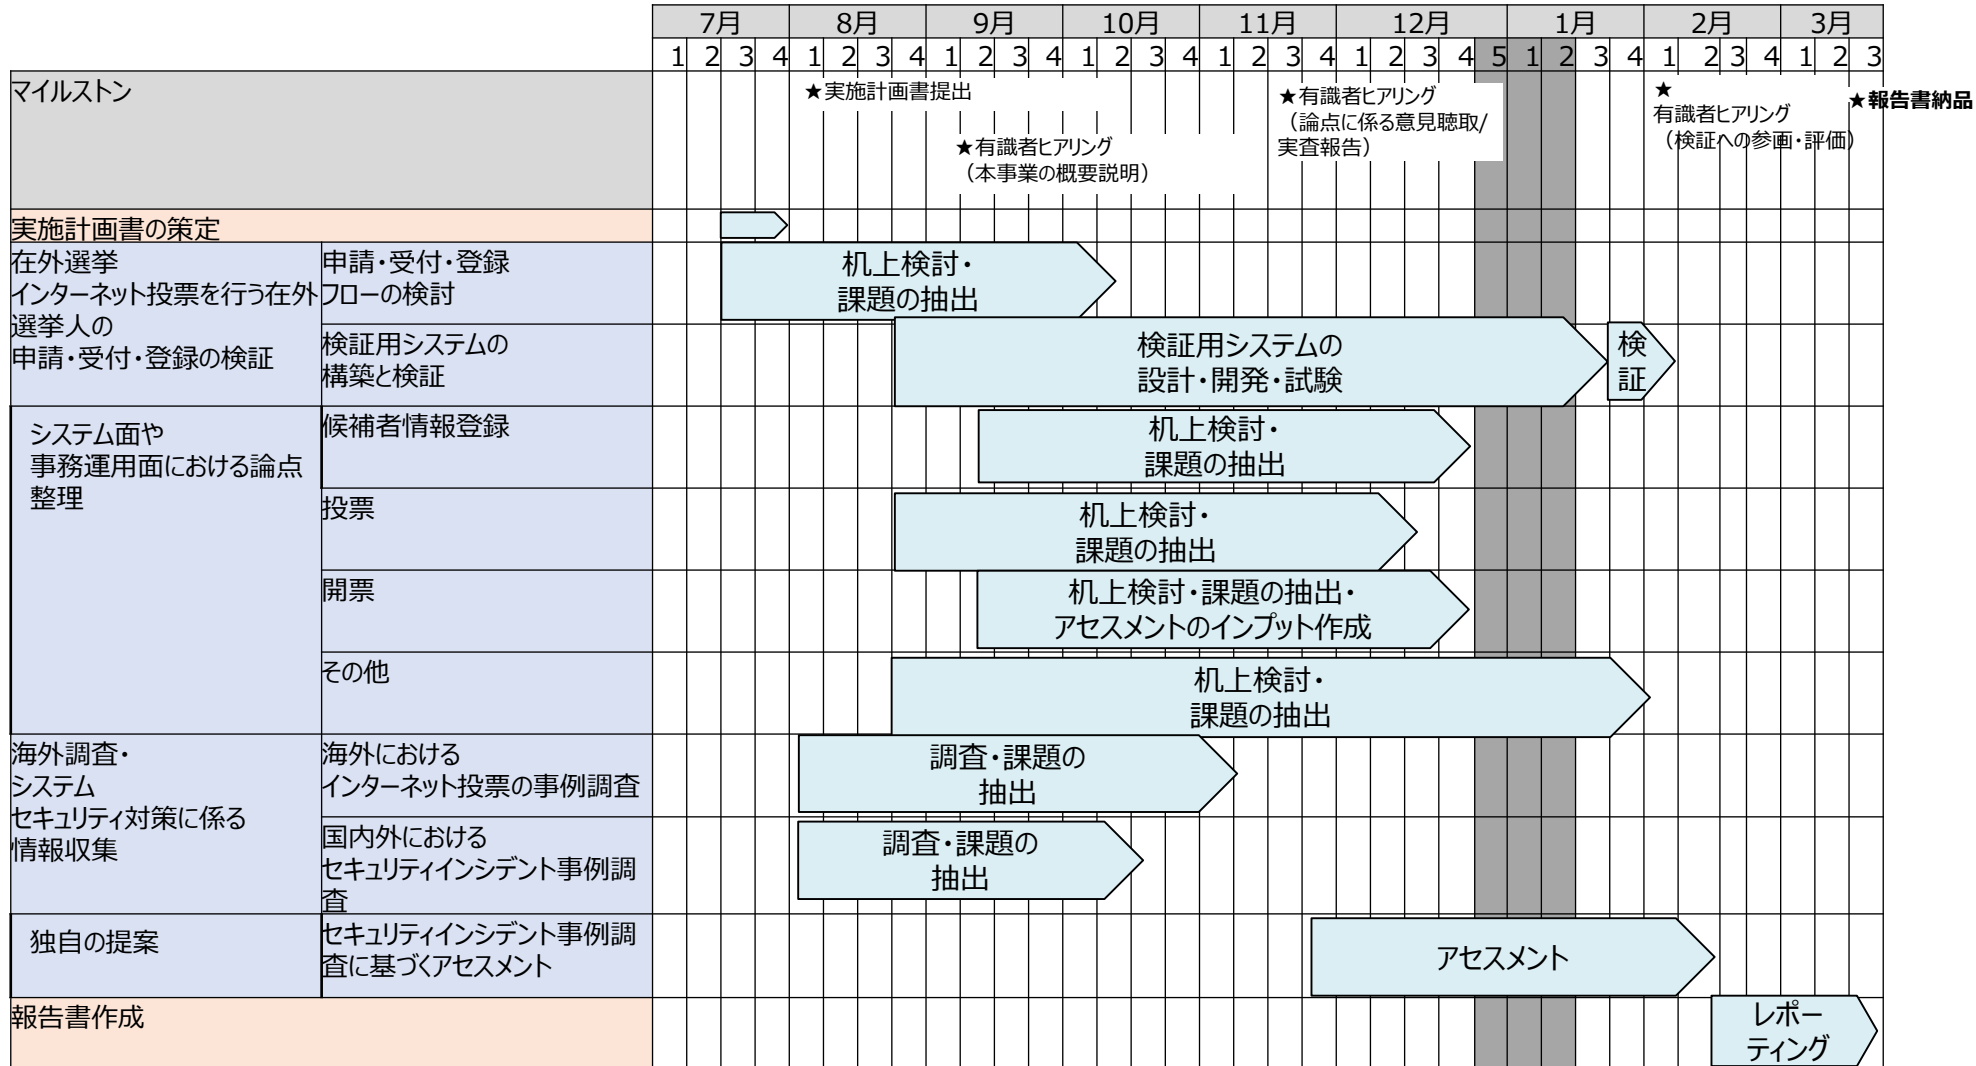 7月 8月 9月 10月 11月 12月 1月 2月 3月
1 2 3 4 1 2 3 4 1 2 3 4 1 2 3 4 1 2 3 4 1 2 3 4 5 1 2 3 4 1 2 3 4 1 2 3
マイルストン
★実施計画書提出
★有識者ヒアリング
（本事業の概要説明）
★有識者ヒアリング
（論点に係る意見聴取/
実査報告）
★
有識者ヒアリング
（検証への参画・評価）
★報告書納品
実施計画書の策定
在外選挙
インターネット投票を行う在外
選挙人の
申請・受付・登録の検証
申請・受付・登録
フローの検討
机上検討・
課題の抽出
検証用システムの
構築と検証
検証用システムの
設計・開発・試験
検
証
システム面や
事務運用面における論点
整理
候補者情報登録
机上検討・
課題の抽出
投票
机上検討・
課題の抽出
開票
机上検討・課題の抽出・
アセスメントのインプット作成
その他
机上検討・
課題の抽出
海外調査・
システム
セキュリティ対策に係る
情報収集
海外における
インターネット投票の事例調査
調査・課題の
抽出
国内外における
セキュリティインシデント事例調
査
調査・課題の
抽出
独自の提案
セキュリティインシデント事例調
査に基づくアセスメント
アセスメント
報告書作成
レポー
ティング